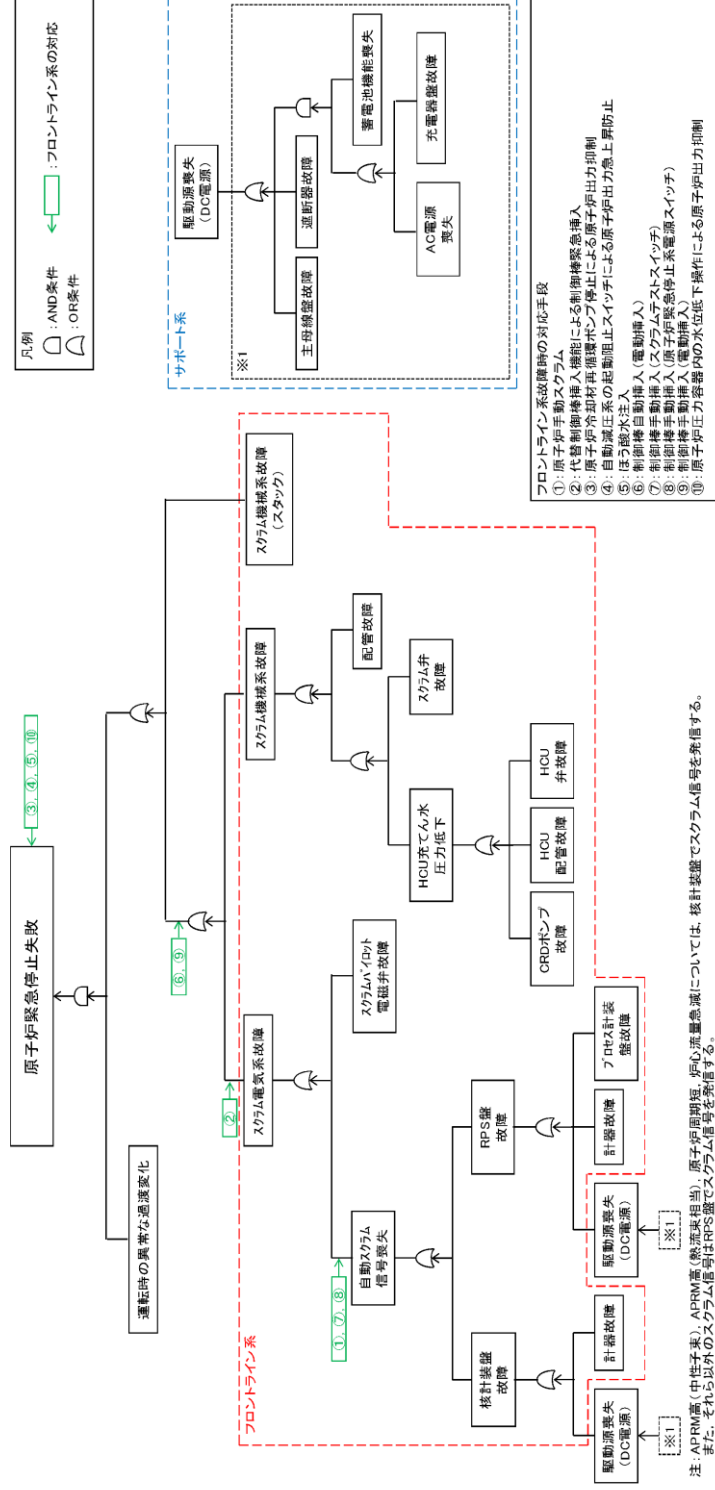 原子炉緊急停止失敗
③, ④, ⑤, ⑩
運転時の異常な過渡変化
⑥, ⑨
②
フロントライン系
スクラム電気系故障
スクラム機械系故障
スクラム機械系故障
(スタック)
①, ⑦, ⑧
自動スクラム
信号喪失
スクラムパイロット
電磁弁故障
配管故障
HCU充てん水
圧力低下
スクラム弁
故障
核計装盤
故障
RPS盤
故障
CRDポンプ
故障
HCU
配管故障
HCU
弁故障
駆動源喪失
(DC電源)
計器故障
駆動源喪失
(DC電源)
計器故障
プロセス計装
盤故障
※1
※1
注:APRM高(中性子束), APRM高(熱流束相当), 原子炉周期短, 炉心流量急減については, 核計装盤でスクラム信号を発信する。
また, それら以外のスクラム信号はRPS盤でスクラム信号を発信する。
凡例
:AND条件
:フロントライン系の対応
:OR条件
サポート系
駆動源喪失
(DC電源)
※1
主母線盤故障
遮断器故障
蓄電池機能喪失
AC電源
喪失
充電器盤故障
フロントライン系故障時の対応手段
①:原子炉手動スクラム
②:代替制御棒挿入機能による制御棒緊急挿入
③:原子炉冷却材再循環ポンプ停止による原子炉出力抑制
④:自動減圧系の起動阻止スイッチによる原子炉出力急上昇防止
⑤:ほう酸水注入
⑥:制御棒自動挿入(電動挿入)
⑦:制御棒手動挿入(スクラムテストスイッチ)
⑧:制御棒手動挿入(原子炉緊急停止系電源スイッチ)
⑨:制御棒手動挿入(電動挿入)
⑩:原子炉圧力容器内の水位低下操作による原子炉出力抑制